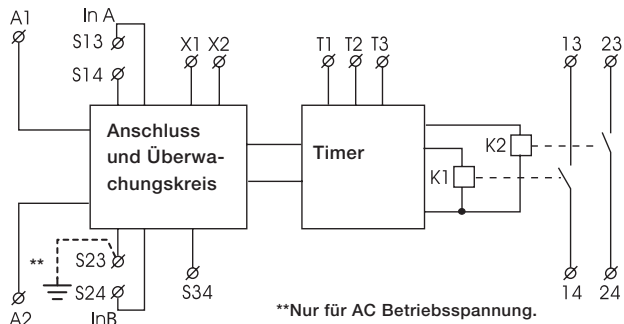 A1
In A
S13
S14
X1 X2
T1 T2 T3
13 23
Anschluss
und Überwa-
chungskreis
Timer
K2
K1
**
S23
S24
S34
A2
InB
14 24
**Nur für AC Betriebsspannung.